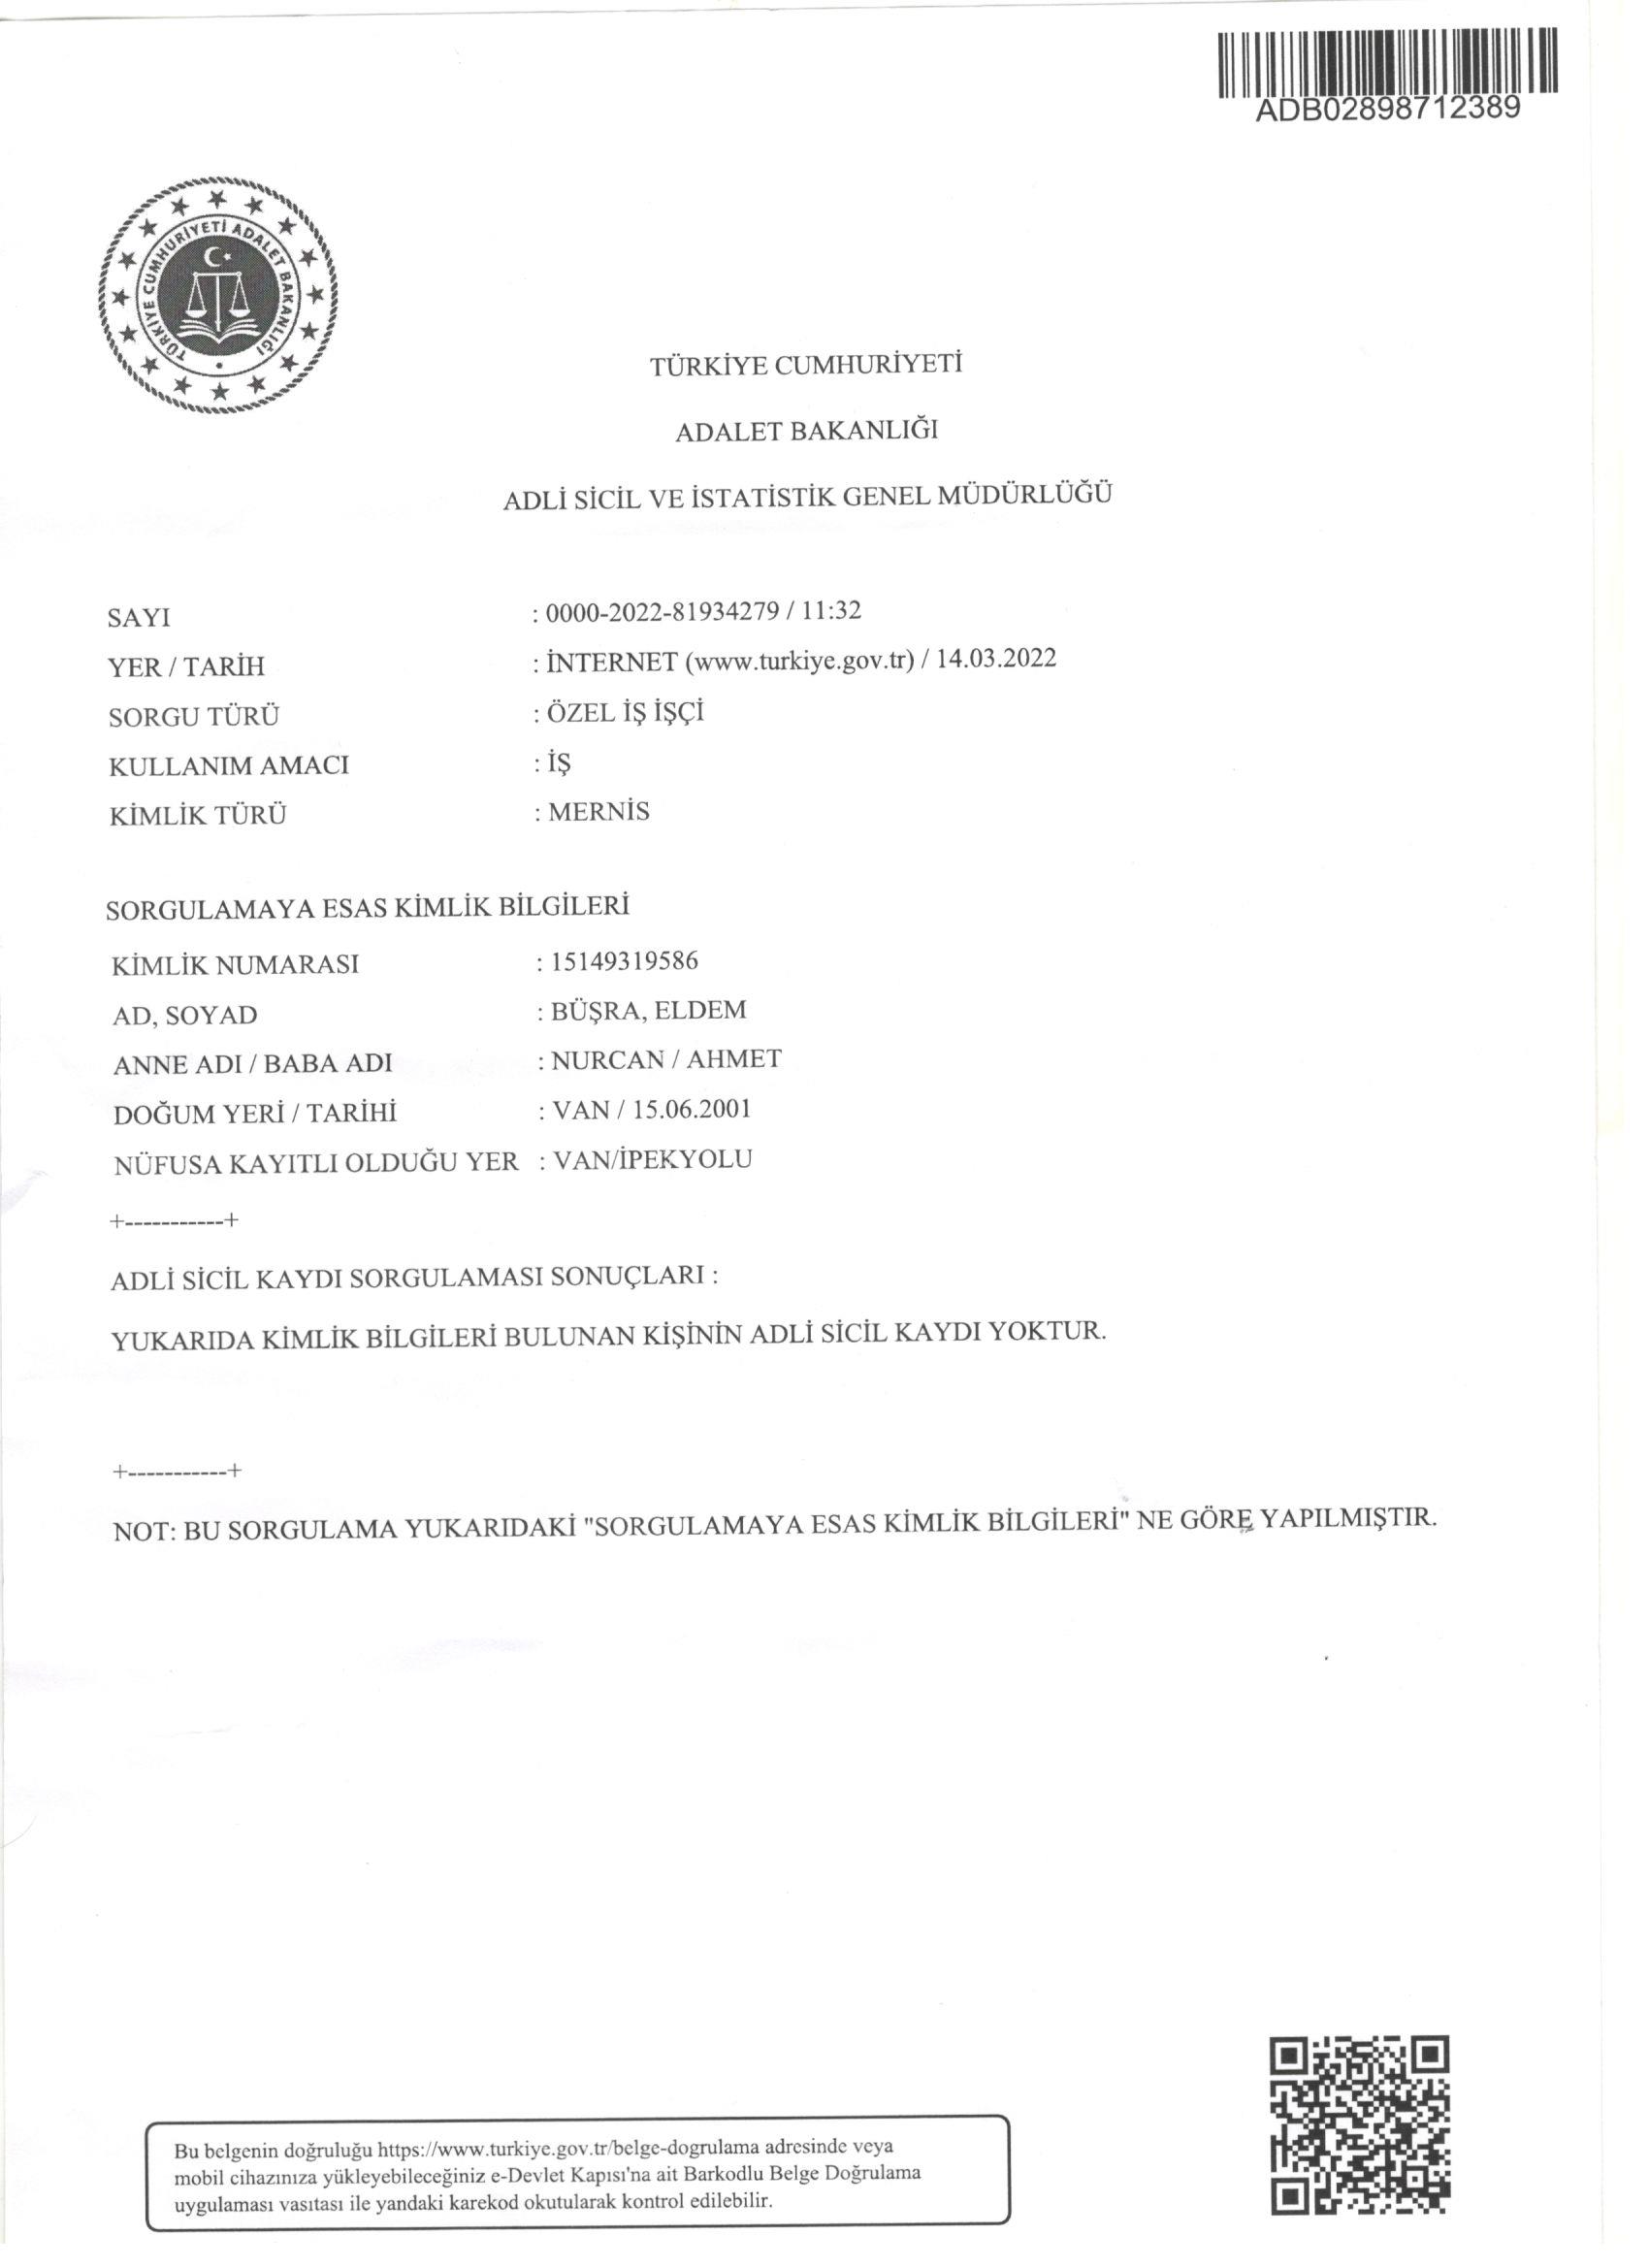 ADB02898712389
TÜRKİYE CUMHURİYETİ ADALET BAKANLIĞI
TÜRKİYE CUMHURİYETİ
ADALET BAKANLIĞI
ADLİ SİCİL VE İSTATİSTİK GENEL MÜDÜRLÜĞÜ
SAYI : 0000-2022-81934279 / 11:32
YER / TARİH : İNTERNET (www.turkiye.gov.tr) / 14.03.2022
SORGU TÜRÜ : ÖZEL İŞ İŞÇİ
KULLANIM AMACI : İŞ
KİMLİK TÜRÜ : MERNİS
SORGULAMAYA ESAS KİMLİK BİLGİLERİ
KİMLİK NUMARASI : 15149319586
AD, SOYAD : BÜŞRA, ELDEM
ANNE ADI / BABA ADI : NURCAN / AHMET
DOĞUM YERİ / TARİHİ : VAN / 15.06.2001
NÜFUSA KAYITLI OLDUĞU YER : VAN/İPEKYOLU
+-----------+
ADLİ SİCİL KAYDI SORGULAMASI SONUÇLARI :
YUKARIDA KİMLİK BİLGİLERİ BULUNAN KİŞİNİN ADLİ SİCİL KAYDI YOKTUR.
+-----------+
NOT: BU SORGULAMA YUKARIDAKİ "SORGULAMAYA ESAS KİMLİK BİLGİLERİ" NE GÖRE YAPILMIŞTIR.
Bu belgenin doğruluğu https://www.turkiye.gov.tr/belge-dogrulama adresinde veya
mobil cihazınıza yükleyebileceğiniz e-Devlet Kapısı'na ait Barkodlu Belge Doğrulama
uygulaması vasıtası ile yandaki karekod okutularak kontrol edilebilir.